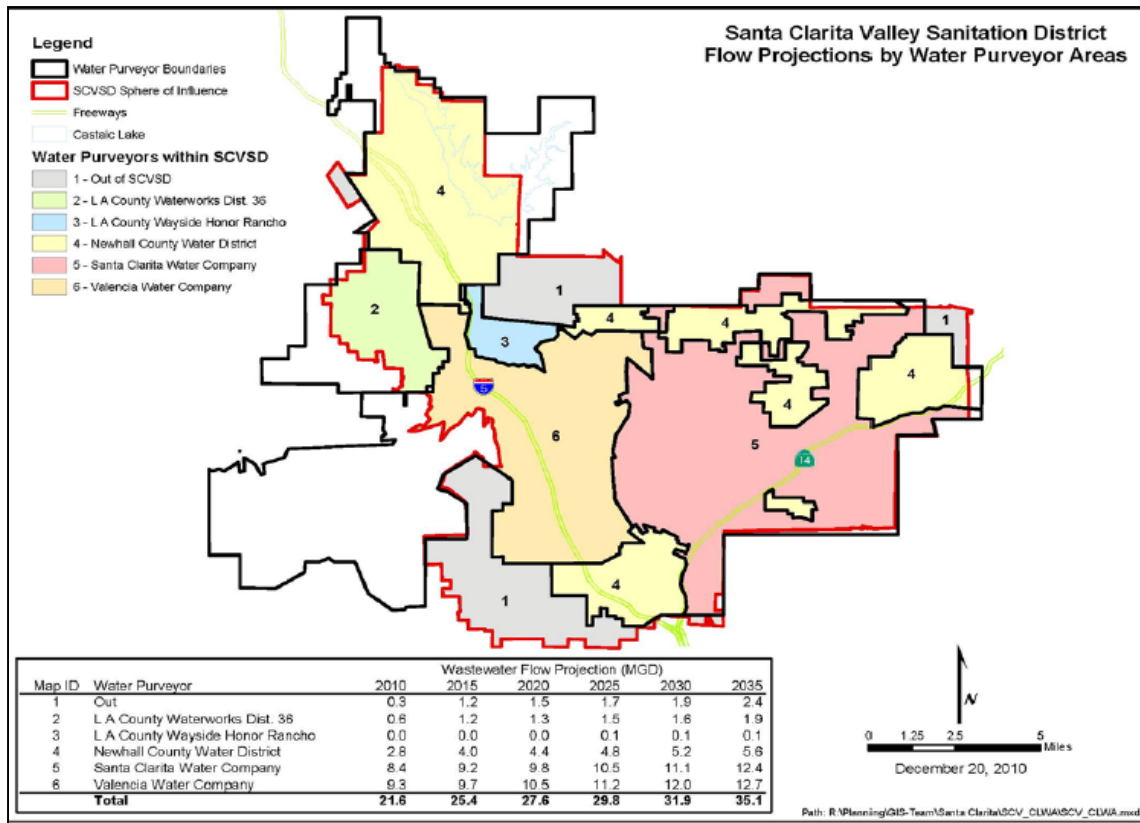 Santa Clarita Valley Sanitation District
Flow Projections by Water Purveyor Areas
Legend
Water Purveyor Boundaries
SCVSD Sphere of Influence
Freeways
Castaic Lake
Water Purveyors within SCVSD
1 - Out of SCVSD
2 - L A County Waterworks Dist. 36
3 - L A County Wayside Honor Rancho
4 - Newhall County Water District
5 - Santa Clarita Water Company
6 - Valencia Water Company
4
1
2
4
4
1
3
4
5
4
6
5
14
4
1
Wastewater Flow Projection (MGD)
Map ID Water Purveyor 2010 2015 2020 2025 2030 2035
1 Out 0.3 1.2 1.5 1.7 1.9 2.4
2 L A County Waterworks Dist. 36 0.6 1.2 1.3 1.5 1.6 1.9
3 L A County Wayside Honor Rancho 0.0 0.0 0.0 0.1 0.1 0.1
4 Newhall County Water District 2.8 4.0 4.4 4.8 5.2 5.6
5 Santa Clarita Water Company 8.4 9.2 9.8 10.5 11.1 12.4
6 Valencia Water Company 9.3 9.7 10.5 11.2 12.0 12.7
Total 21.6 25.4 27.6 29.8 31.9 35.1
N
0 1.25 2.5 5
Miles
December 20, 2010
Path: R:\Planning\GIS-Team\Santa Clarita\SCV_CLWA\SCV_CLWA.mxd